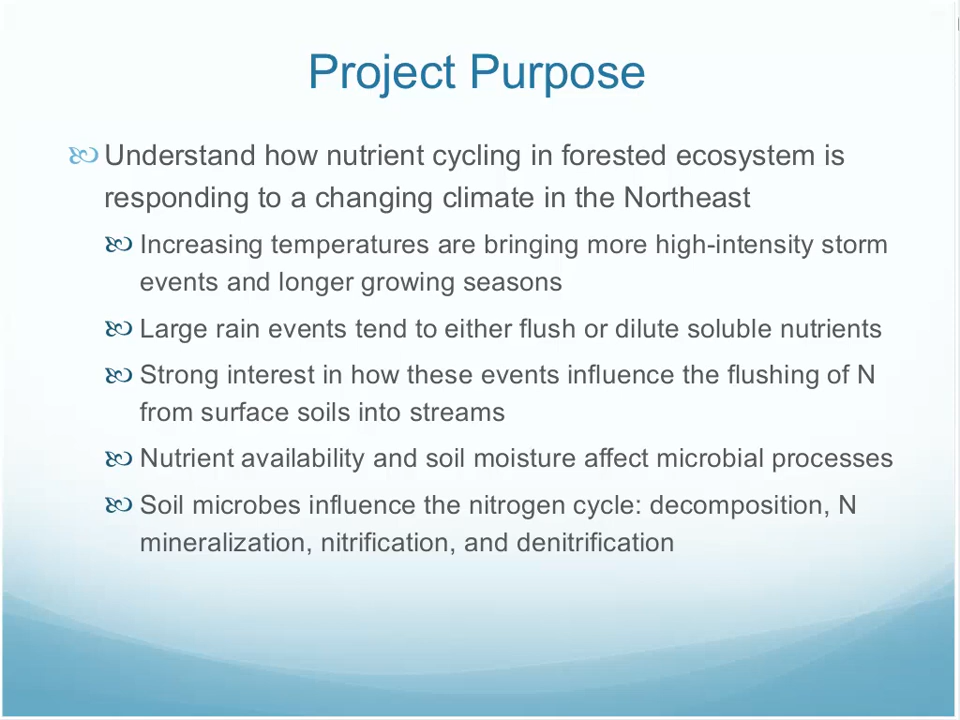 Project Purpose
Understand how nutrient cycling in forested ecosystem is
responding to a changing climate in the Northeast
Increasing temperatures are bringing more high-intensity storm
events and longer growing seasons
Large rain events tend to either flush or dilute soluble nutrients
Strong interest in how these events influence the flushing of N
from surface soils into streams
Nutrient availability and soil moisture affect microbial processes
Soil microbes influence the nitrogen cycle: decomposition, N
mineralization, nitrification, and denitrification